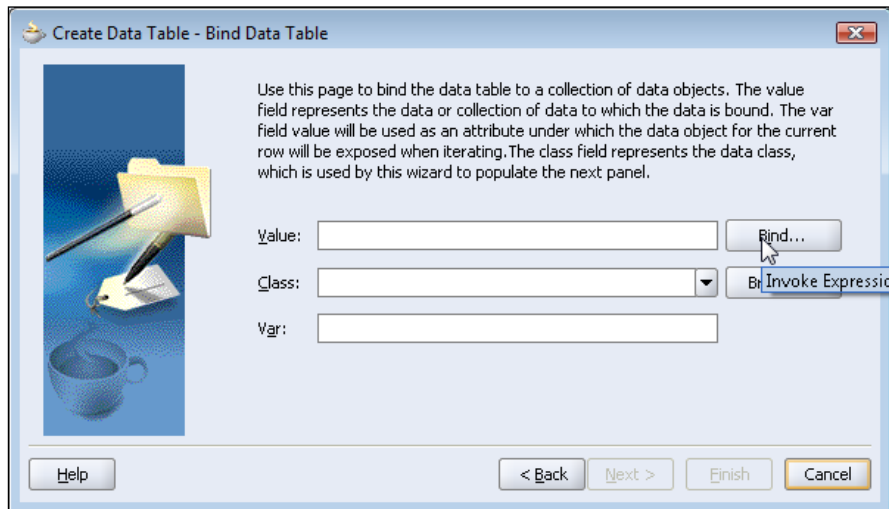 Create Data Table - Bind Data Table
Use this page to bind the data table to a collection of data objects. The value
field represents the data or collection of data to which the data is bound. The var
field value will be used as an attribute under which the data object for the current
row will be exposed when iterating.The class field represents the data class,
which is used by this wizard to populate the next panel.
Value: Bind...
Class: Br Invoke Expressio
Var:
Help < Back Next > Finish Cancel